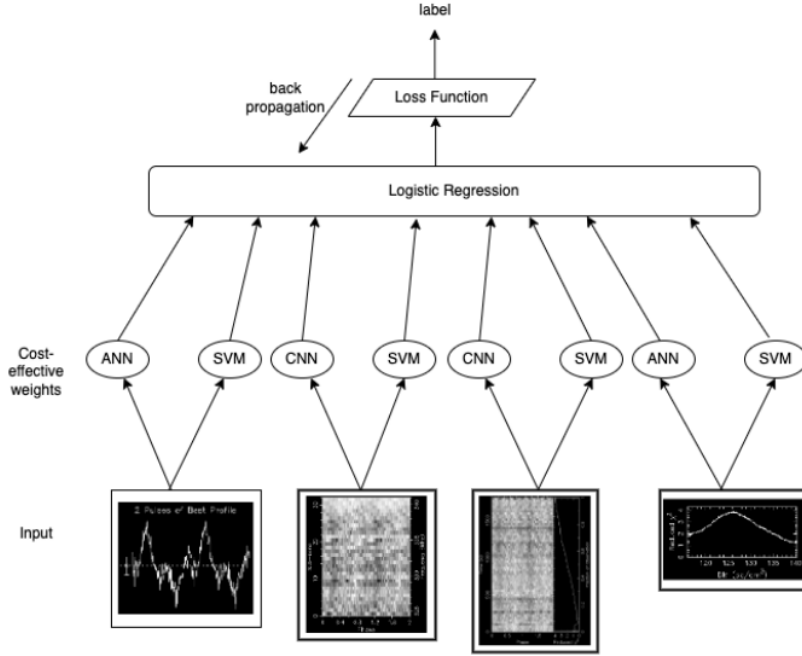 label
back
propagation
Loss Function
Logistic Regression
Cost-
effective
weights
ANN
SVM
CNN
SVM
CNN
SVM
ANN
SVM
Input
2 Pulses of Best Profile
Phase